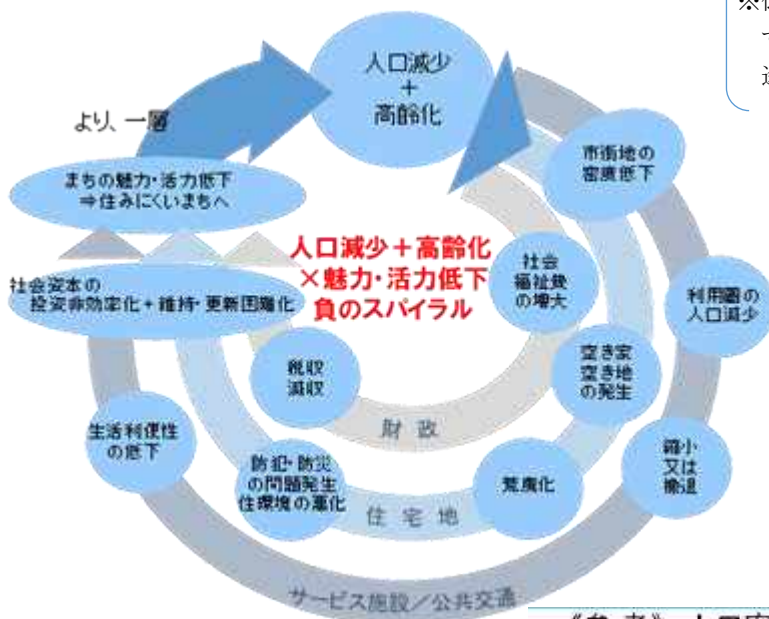 人口減少
+
高齢化
より、一層
まちの魅力・活力低下
⇒住みにくいまちへ
社会資本の
投資非効率化+維持・更新困難化
人口減少+高齢化
×魅力・活力低下
負のスパイラル
市街地の
密度低下
社会
福祉費
の増大
利用圏の
人口減少
空き家
空き地
の発生
税収
減収
財政
生活利便性
の低下
防犯・防災
の問題発生
住環境の悪化
荒廃化
縮小
又は
撤退
住宅地
サービス施設/公共交通